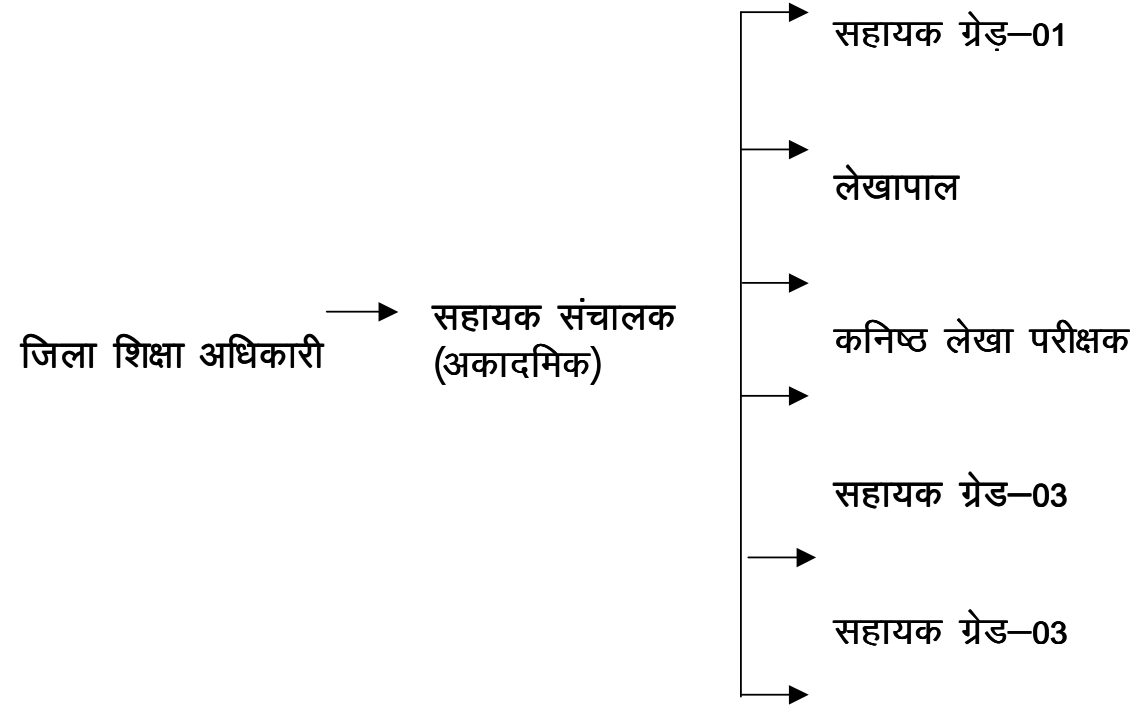 जिला शिक्षा अधिकारी
सहायक संचालक
(अकादमिक)
सहायक ग्रेड़–01
लेखापाल
कनिष्ठ लेखा परीक्षक
सहायक ग्रेड–03
सहायक ग्रेड–03